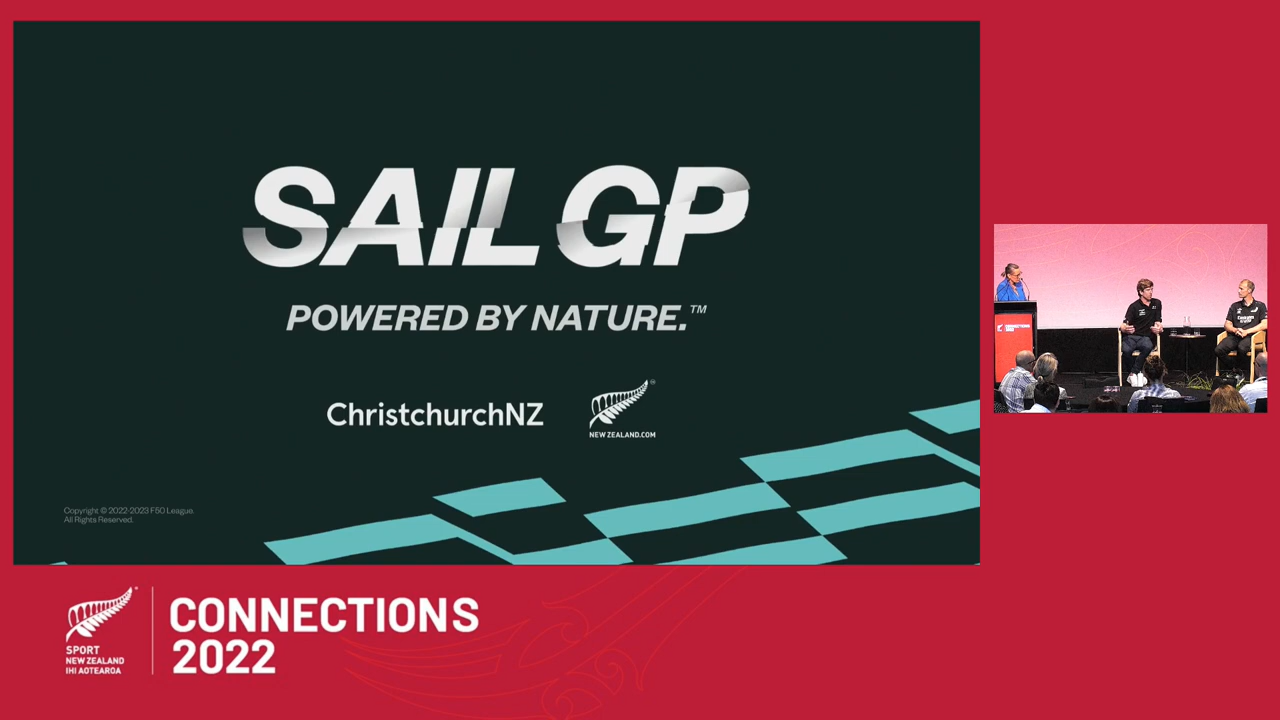 SAIL GP
POWERED BY NATURE.™
ChristchurchNZ
NEW ZEALAND.COM
Copyright © 2022-2023 F50 League.
All Rights Reserved.
SPORT
NEW ZEALAND
IHI AOTEAROA
CONNECTIONS
2022
CONNECTIONS